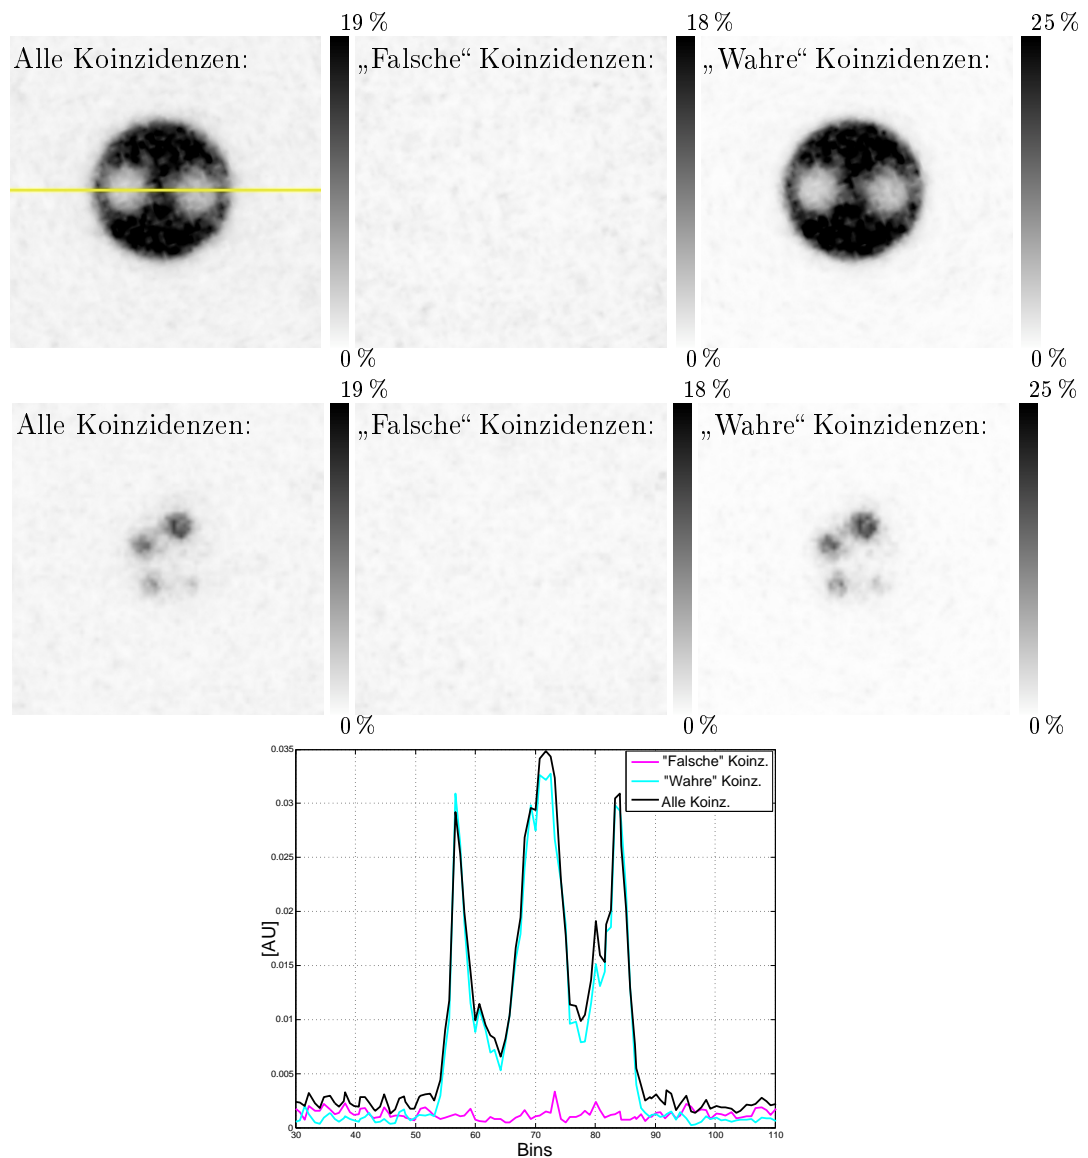 19 %
18 %
25 %
Alle Koinzidenzen:
„Falsche“ Koinzidenzen:
„Wahre“ Koinzidenzen:
0 %
0 %
0 %
19 %
18 %
25 %
Alle Koinzidenzen:
„Falsche“ Koinzidenzen:
„Wahre“ Koinzidenzen:
0 %
0 %
0 %
"Falsche" Koinz.
"Wahre" Koinz.
Alle Koinz.
0.035
0.03
0.025
0.02
0.015
0.01
0.005
0
[AU]
30 40 50 60 70 80 90 100 110
Bins